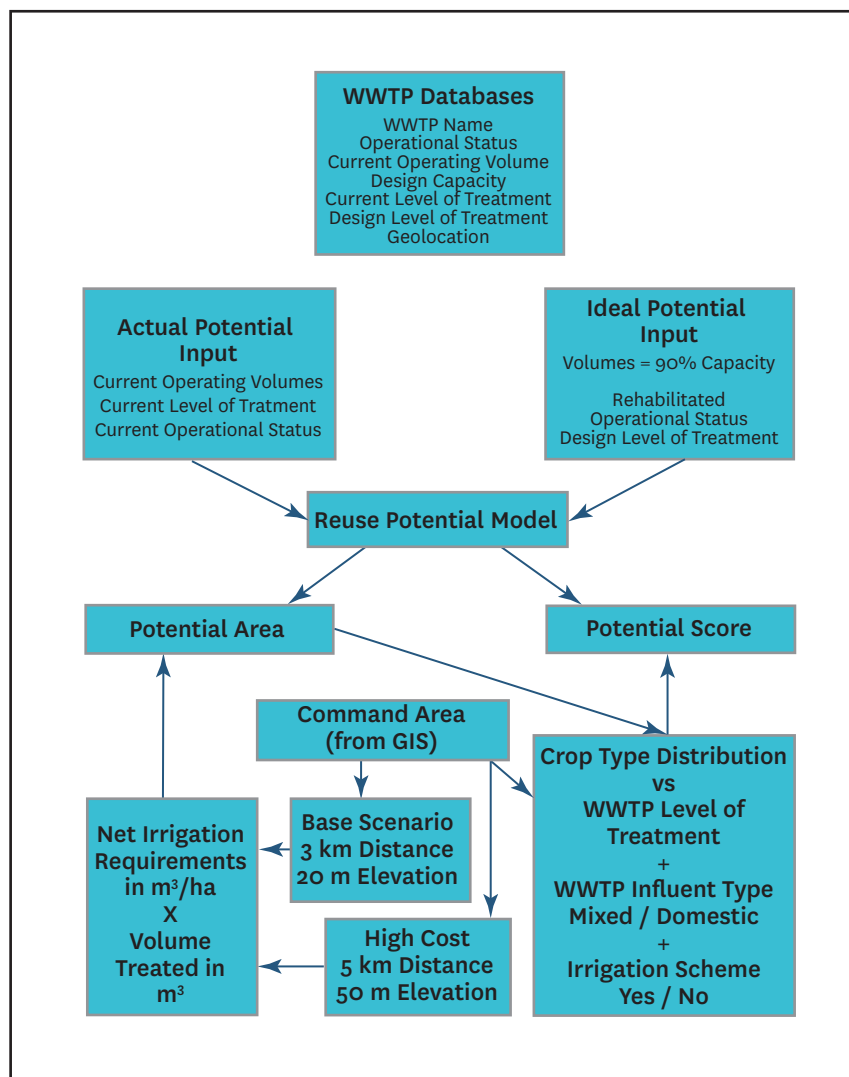 WWTP Databases
WWTP Name
Operational Status
Current Operating Volume
Design Capacity
Current Level of Treatment
Design Level of Treatment
Geolocation
Actual Potential
Input
Current Operating Volumes
Current Level of Tratment
Current Operational Status
Ideal Potential
Input
Volumes = 90% Capacity
Rehabilitated
Operational Status
Design Level of Treatment
Reuse Potential Model
Potential Area
Potential Score
Command Area
(from GIS)
Net Irrigation
Requirements
in m³/ha
X
Volume
Treated in
m³
Base Scenario
3 km Distance
20 m Elevation
High Cost
5 km Distance
50 m Elevation
Crop Type Distribution
vs
WWTP Level of
Treatment
+
WWTP Influent Type
Mixed / Domestic
+
Irrigation Scheme
Yes / No